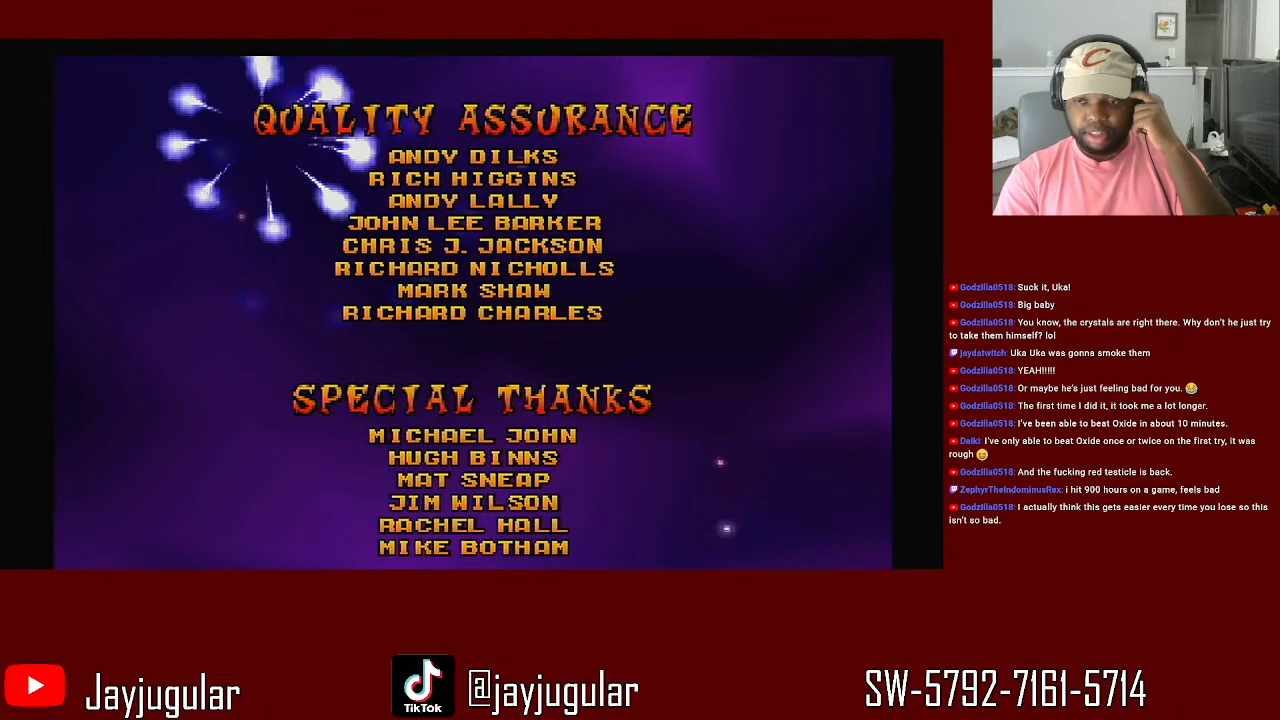 QUALITY ASSURANCE
ANDY DILKS
RICH HIGGINS
ANDY LALLY
JOHN LEE BARKER
CHRIS J. JACKSON
RICHARD NICHOLLS
MARK SHAW
RICHARD CHARLES
SPECIAL THANKS
MICHAEL JOHN
HUGH BINNS
MAT SNEAP
JIM WILSON
RACHEL HALL
MIKE BOTHAM
C
Godzilla0518: Suck it, Uka!
Godzilla0518: Big baby
Godzilla0518: You know, the crystals are right there. Why don't he just try
to take them himself? lol
jaydatwitch: Uka Uka was gonna smoke them
Godzilla0518: YEAH!!!!!
Godzilla0518: Or maybe he's just feeling bad for you. 😂
Godzilla0518: The first time I did it, it took me a lot longer.
Godzilla0518: I've been able to beat Oxide in about 10 minutes.
Daiki: I've only able to beat Oxide once or twice on the first try, it was
rough 😆
Godzilla0518: And the fucking red testicle is back.
ZephyrTheIndominusRex: i hit 900 hours on a game, feels bad
Godzilla0518: I actually think this gets easier every time you lose so this
isn't so bad.
Jayjugular
TikTok
@jayjugular
SW-5792-7161-5714